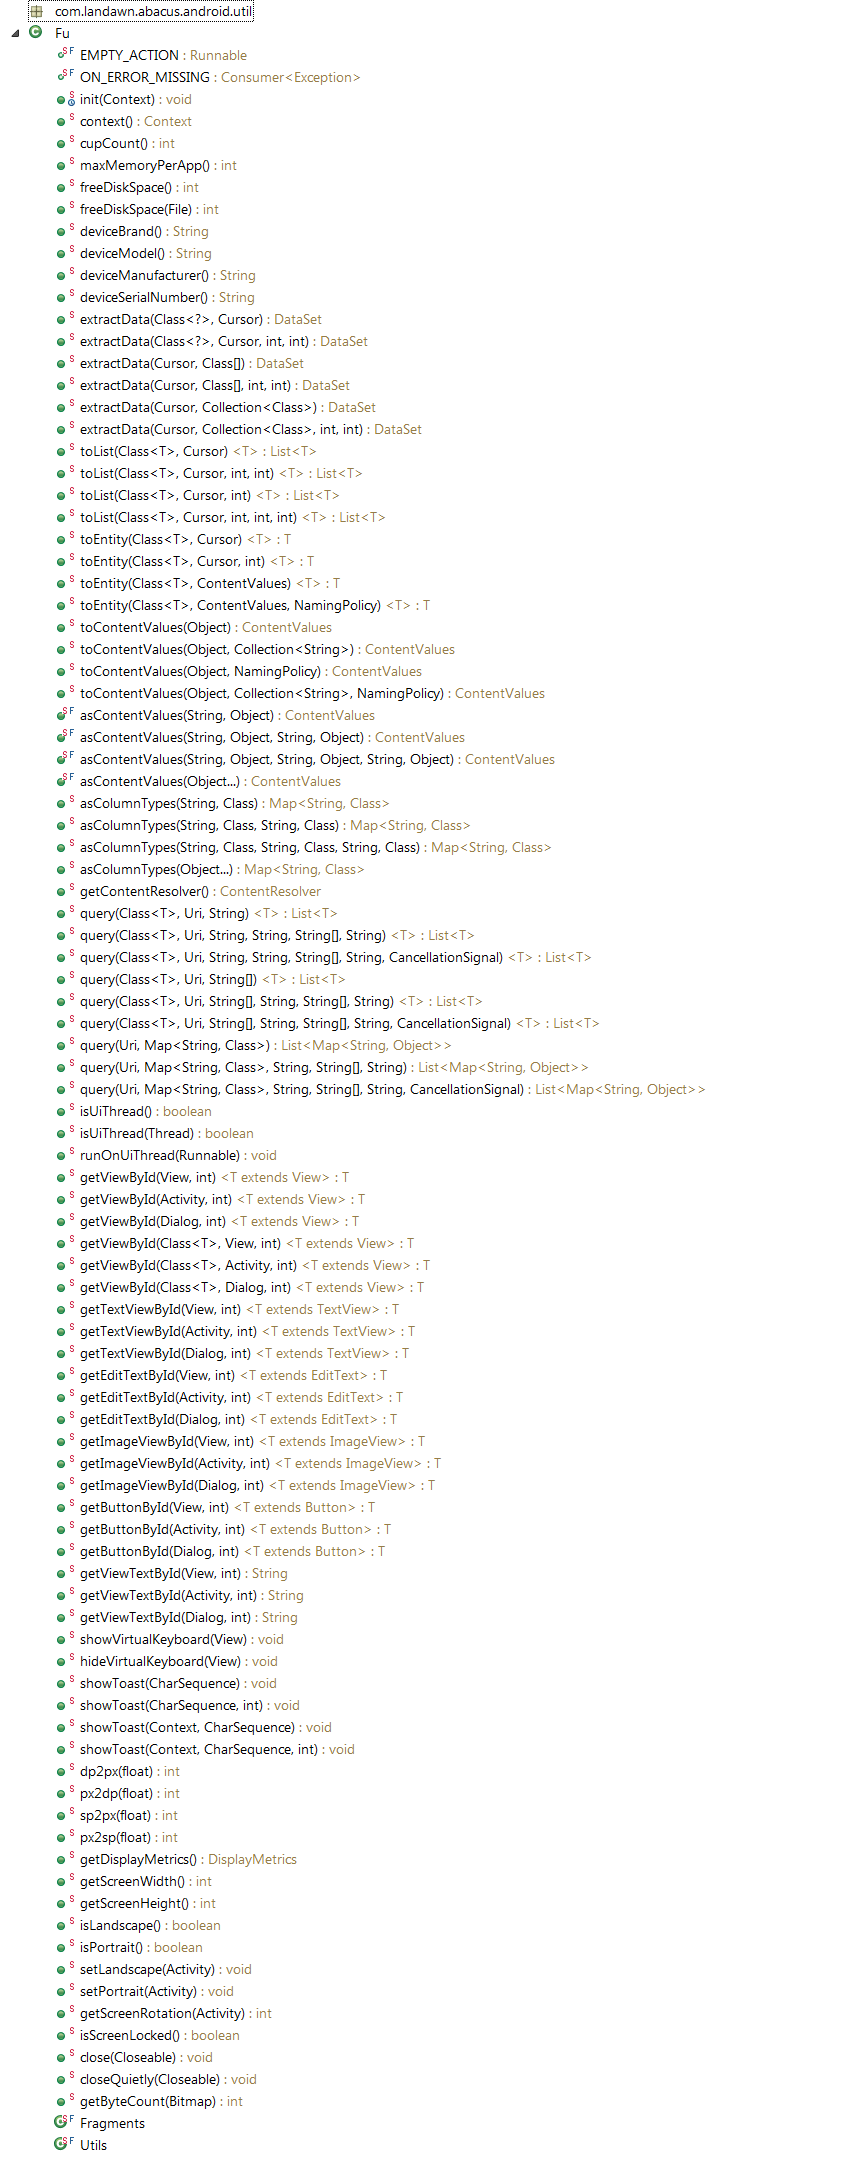 com.landawn.abacus.android.util
Fu
EMPTY_ACTION : Runnable
ON_ERROR_MISSING : Consumer<Exception>
init(Context) : void
context() : Context
cupCount() : int
maxMemoryPerApp() : int
freeDiskSpace() : int
freeDiskSpace(File) : int
deviceBrand() : String
deviceModel() : String
deviceManufacturer() : String
deviceSerialNumber() : String
extractData(Class<?>, Cursor) : DataSet
extractData(Class<?>, Cursor, int, int) : DataSet
extractData(Cursor, Class[]) : DataSet
extractData(Cursor, Class[], int, int) : DataSet
extractData(Cursor, Collection<Class>) : DataSet
extractData(Cursor, Collection<Class>, int, int) : DataSet
toList(Class<T>, Cursor) <T> : List<T>
toList(Class<T>, Cursor, int, int) <T> : List<T>
toList(Class<T>, Cursor, int) <T> : List<T>
toList(Class<T>, Cursor, int, int, int) <T> : List<T>
toEntity(Class<T>, Cursor) <T> : T
toEntity(Class<T>, Cursor, int) <T> : T
toEntity(Class<T>, ContentValues) <T> : T
toEntity(Class<T>, ContentValues, NamingPolicy) <T> : T
toContentValues(Object) : ContentValues
toContentValues(Object, Collection<String>) : ContentValues
toContentValues(Object, NamingPolicy) : ContentValues
toContentValues(Object, Collection<String>, NamingPolicy) : ContentValues
asContentValues(String, Object) : ContentValues
asContentValues(String, Object, String, Object) : ContentValues
asContentValues(String, Object, String, Object, String, Object) : ContentValues
asContentValues(Object...) : ContentValues
asColumnTypes(String, Class) : Map<String, Class>
asColumnTypes(String, Class, String, Class) : Map<String, Class>
asColumnTypes(String, Class, String, Class, String, Class) : Map<String, Class>
asColumnTypes(Object...) : Map<String, Class>
getContentResolver() : ContentResolver
query(Class<T>, Uri, String) <T> : List<T>
query(Class<T>, Uri, String, String, String[], String) <T> : List<T>
query(Class<T>, Uri, String, String, String[], String, CancellationSignal) <T> : List<T>
query(Class<T>, Uri, String[]) <T> : List<T>
query(Class<T>, Uri, String[], String, String[], String) <T> : List<T>
query(Class<T>, Uri, String[], String, String[], String, CancellationSignal) <T> : List<T>
query(Uri, Map<String, Class>) : List<Map<String, Object>>
query(Uri, Map<String, Class>, String, String[], String) : List<Map<String, Object>>
query(Uri, Map<String, Class>, String, String[], String, CancellationSignal) : List<Map<String, Object>>
isUiThread() : boolean
isUiThread(Thread) : boolean
runOnUiThread(Runnable) : void
getViewById(View, int) <T extends View> : T
getViewById(Activity, int) <T extends View> : T
getViewById(Dialog, int) <T extends View> : T
getViewById(Class<T>, View, int) <T extends View> : T
getViewById(Class<T>, Activity, int) <T extends View> : T
getViewById(Class<T>, Dialog, int) <T extends View> : T
getTextViewById(View, int) <T extends TextView> : T
getTextViewById(Activity, int) <T extends TextView> : T
getTextViewById(Dialog, int) <T extends TextView> : T
getEditTextById(View, int) <T extends EditText> : T
getEditTextById(Activity, int) <T extends EditText> : T
getEditTextById(Dialog, int) <T extends EditText> : T
getImageViewById(View, int) <T extends ImageView> : T
getImageViewById(Activity, int) <T extends ImageView> : T
getImageViewById(Dialog, int) <T extends ImageView> : T
getButtonById(View, int) <T extends Button> : T
getButtonById(Activity, int) <T extends Button> : T
getButtonById(Dialog, int) <T extends Button> : T
getViewTextById(View, int) : String
getViewTextById(Activity, int) : String
getViewTextById(Dialog, int) : String
showVirtualKeyboard(View) : void
hideVirtualKeyboard(View) : void
showToast(CharSequence) : void
showToast(CharSequence, int) : void
showToast(Context, CharSequence) : void
showToast(Context, CharSequence, int) : void
dp2px(float) : int
px2dp(float) : int
sp2px(float) : int
px2sp(float) : int
getDisplayMetrics() : DisplayMetrics
getScreenWidth() : int
getScreenHeight() : int
isLandscape() : boolean
isPortrait() : boolean
setLandscape(Activity) : void
setPortrait(Activity) : void
getScreenRotation(Activity) : int
isScreenLocked() : boolean
close(Closeable) : void
closeQuietly(Closeable) : void
getByteCount(Bitmap) : int
Fragments
Utils